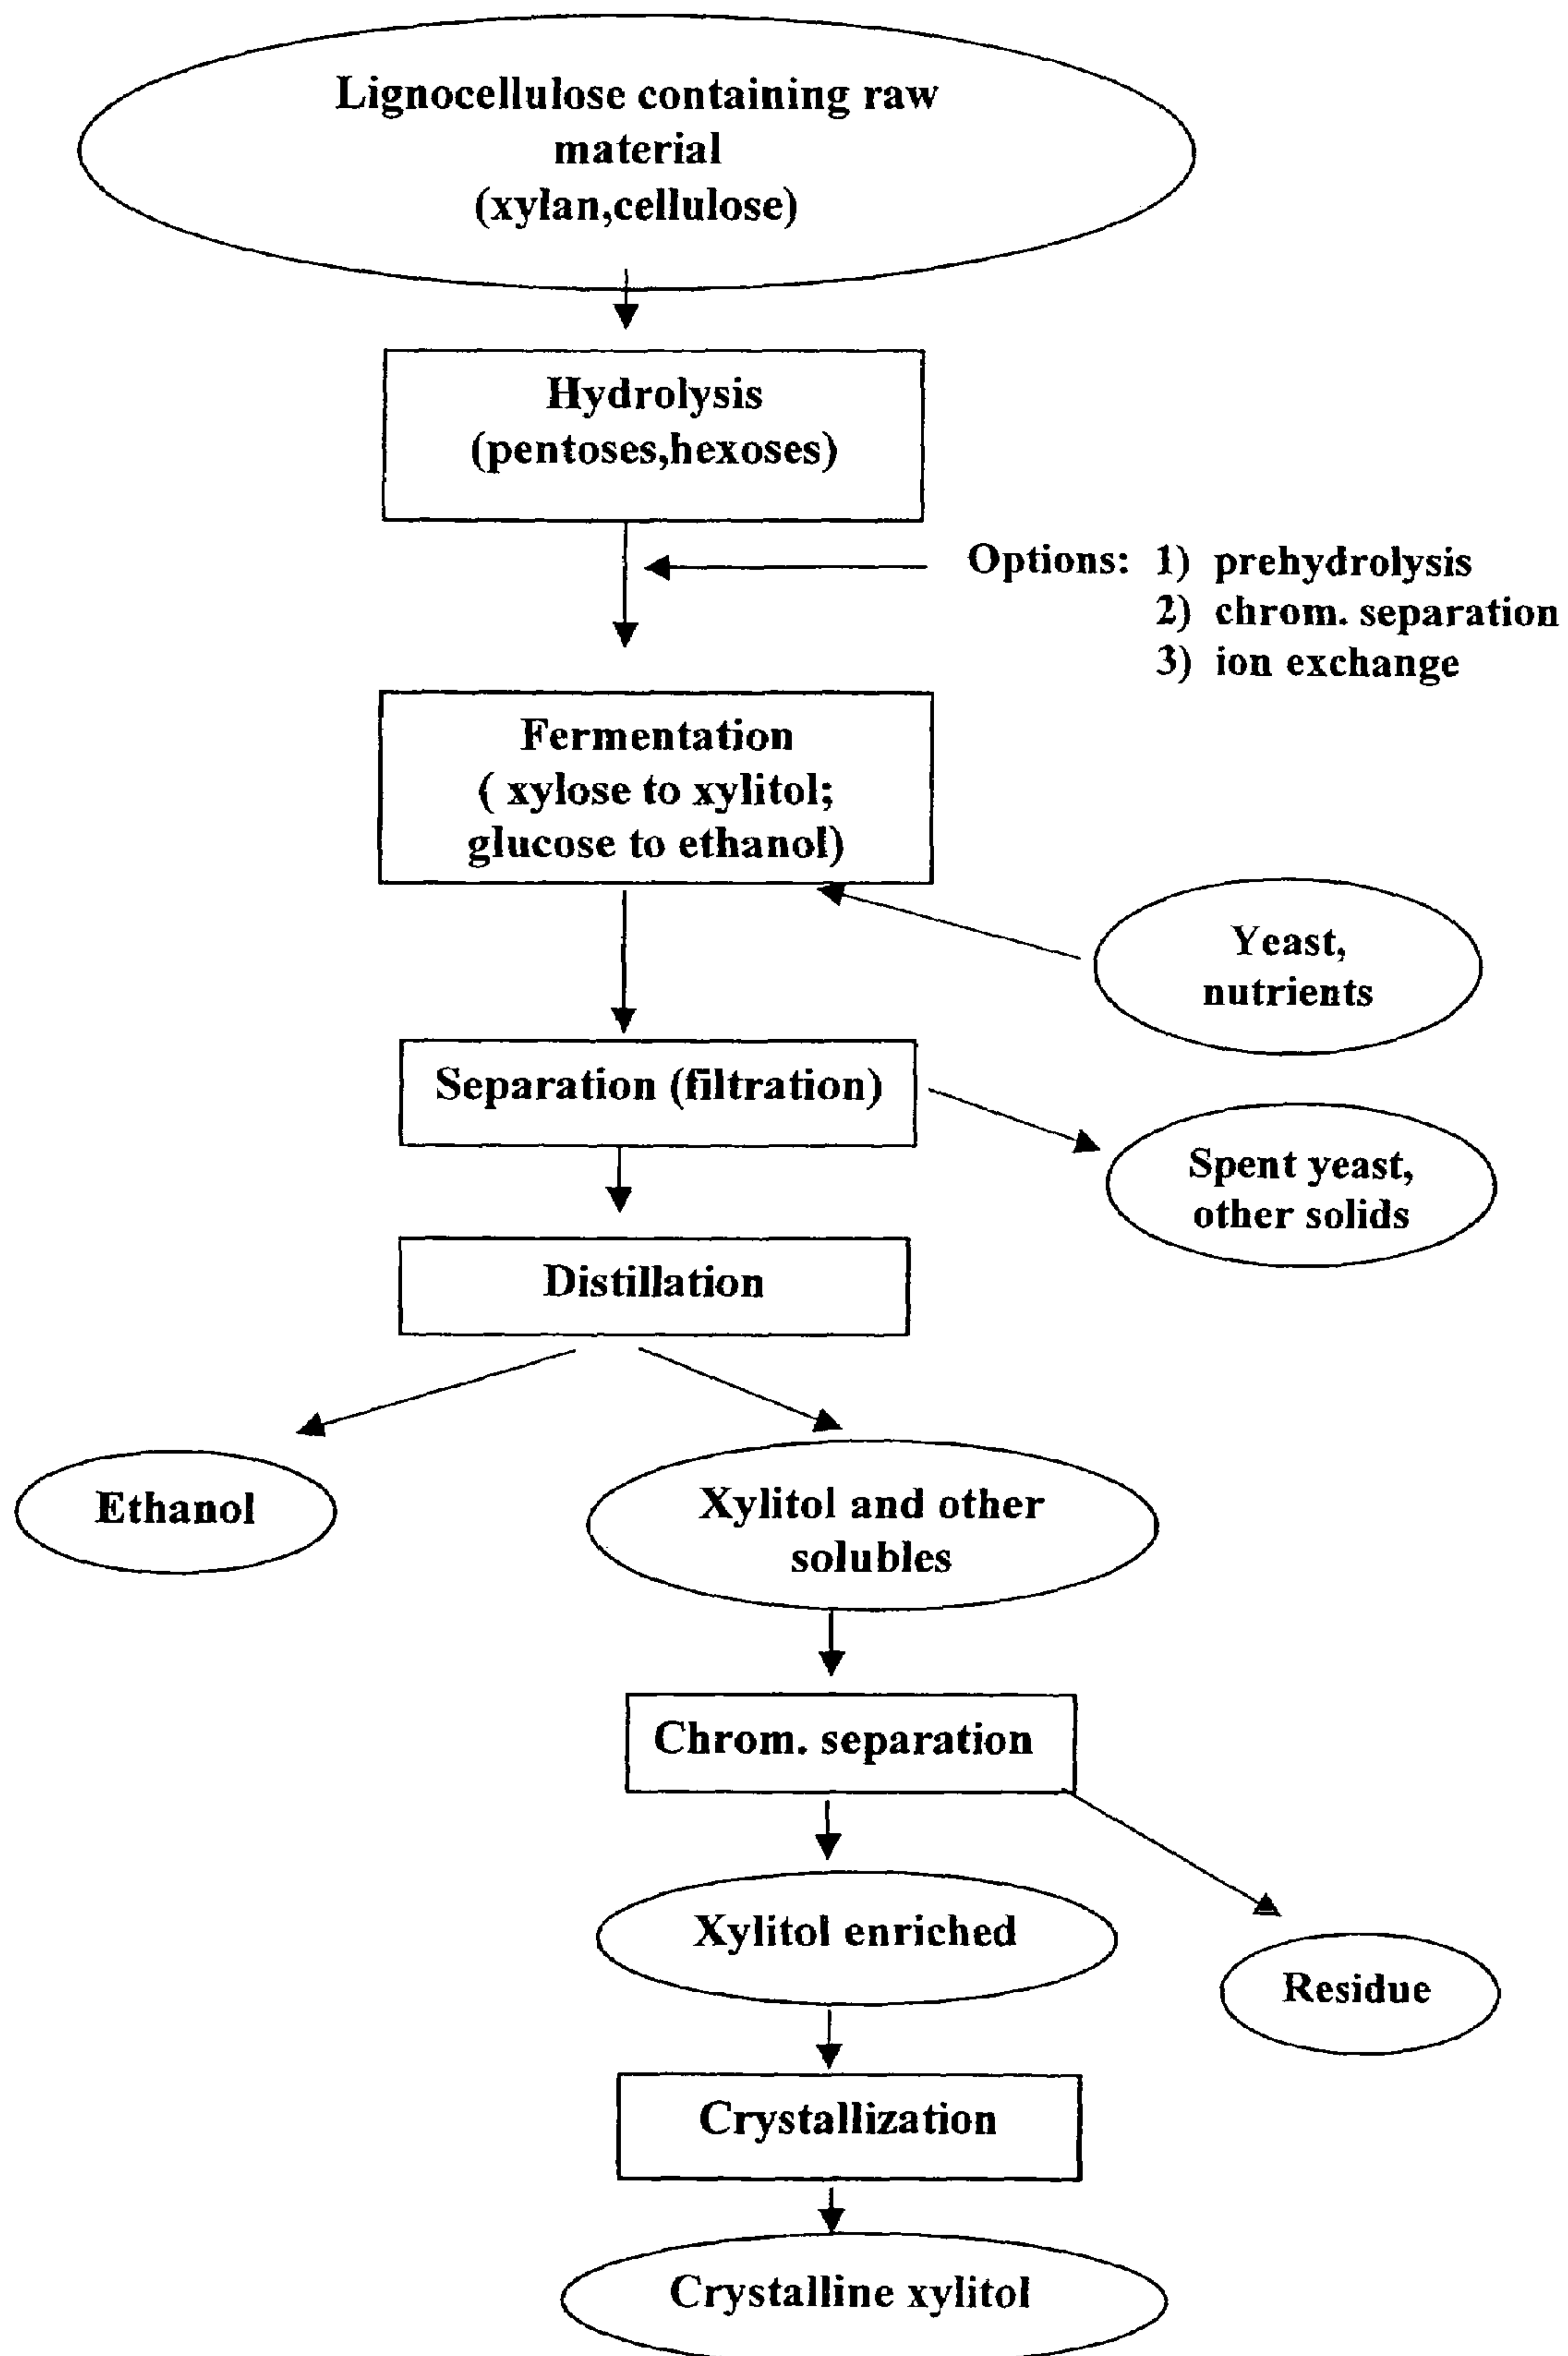 Lignocellulose containing raw
material
(xylan,cellulose)
Hydrolysis
(pentoses,hexoses)
Options: 1) prehydrolysis
2) chrom. separation
3) ion exchange
Fermentation
( xylose to xylitol;
glucose to ethanol)
Yeast,
nutrients
Separation (filtration)
Spent yeast,
other solids
Distillation
Ethanol
Xylitol and other
solubles
Chrom. separation
Xylitol enriched
Residue
Crystallization
Crystalline xylitol